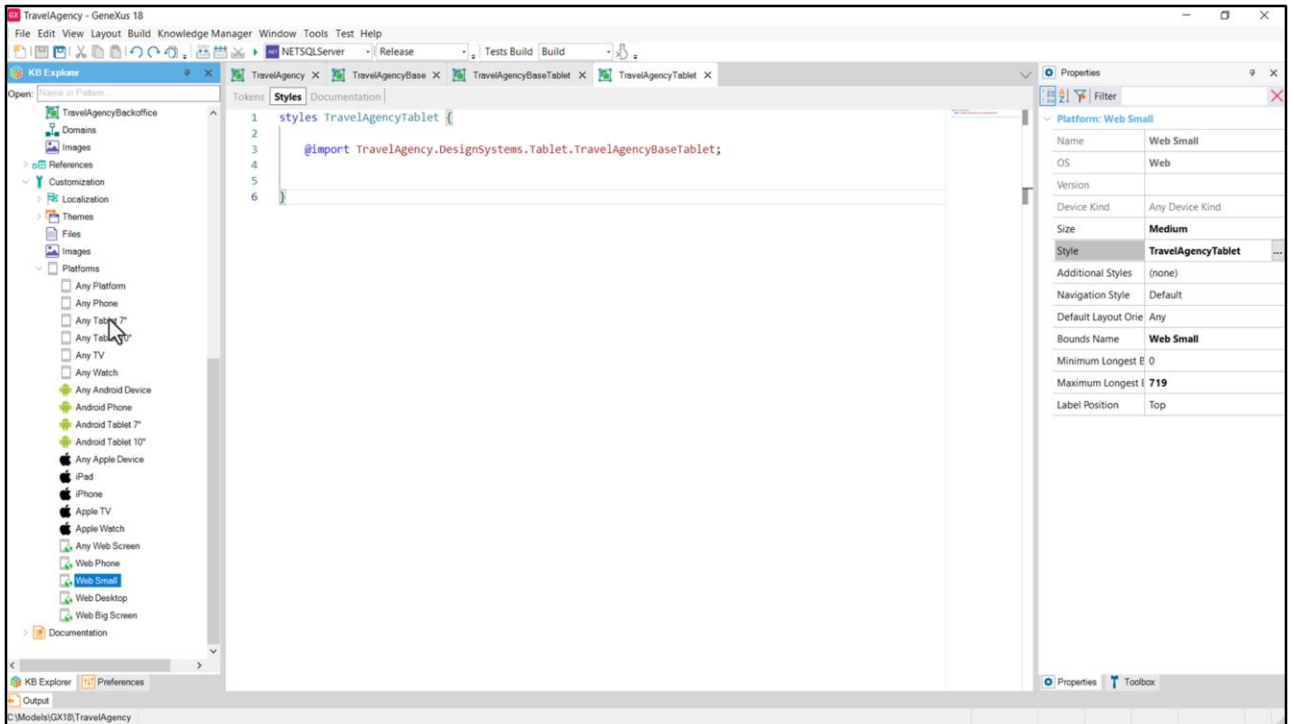 TravelAgency - GeneXus 18
File Edit View Layout Build Knowledge Manager Window Tools Test Help
NETSQLServer Release Tests Build Build
KB Explorer
Open: Name or Pattern...
TravelAgencyBackoffice
Domains
Images
References
Customization
Localization
Themes
Files
Images
Platforms
Any Platform
Any Phone
Any Tablet 7"
Any Tablet 10"
Any TV
Any Watch
Any Android Device
Android Phone
Android Tablet 7"
Android Tablet 10"
Any Apple Device
iPad
iPhone
Apple TV
Apple Watch
Any Web Screen
Web Phone
Web Small
Web Desktop
Web Big Screen
Documentation
KB Explorer Preferences
TravelAgency X TravelAgencyBase X TravelAgencyBaseTablet X TravelAgencyTablet X
Tokens Styles Documentation
1 styles TravelAgencyTablet {
2
3 @import TravelAgency.DesignSystems.Tablet.TravelAgencyBaseTablet;
4
5
6 }
Properties
Filter
Platform: Web Small
Name Web Small
OS Web
Version
Device Kind Any Device Kind
Size Medium
Style TravelAgencyTablet ...
Additional Styles (none)
Navigation Style Default
Default Layout Orie Any
Bounds Name Web Small
Minimum Longest B 0
Maximum Longest B 719
Label Position Top
Properties Toolbox
Output
C:\Models\GX18\TravelAgency